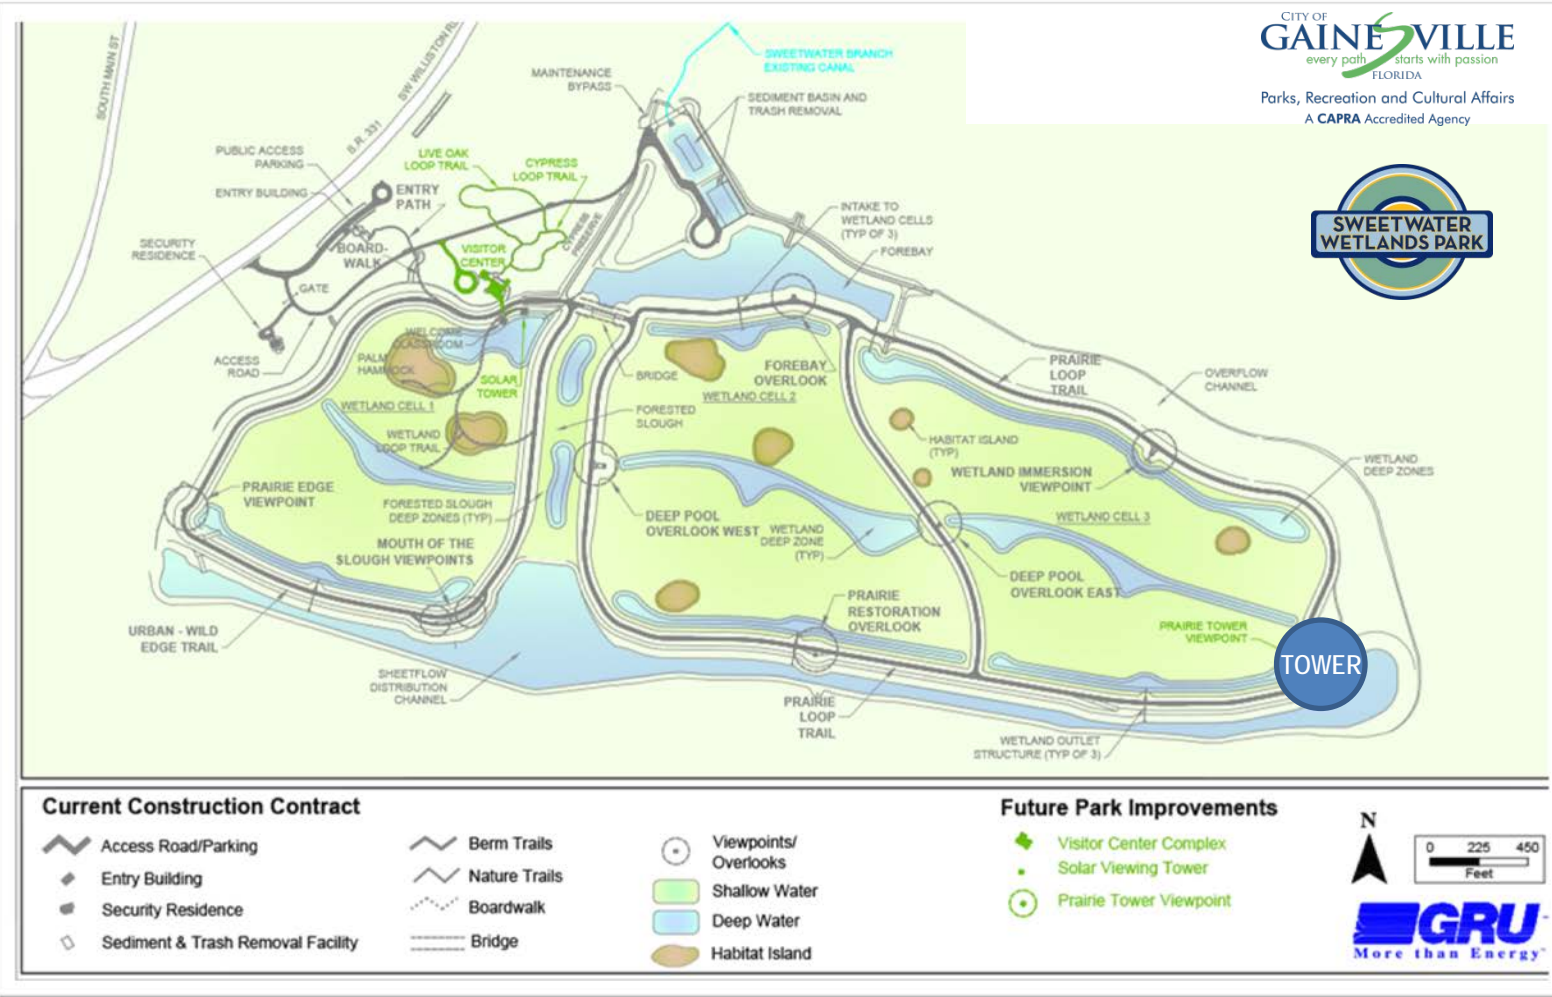 CITY OF
GAINESVILLE
every path starts with passion
FLORIDA
Parks, Recreation and Cultural Affairs
A CAPRA Accredited Agency
SWEETWATER
WETLANDS PARK
SOUTH MAIN ST
SW WILLISTON RD
S.R. 331
SWEETWATER BRANCH
EXISTING CANAL
MAINTENANCE
BYPASS
SEDIMENT BASIN AND
TRASH REMOVAL
PUBLIC ACCESS
PARKING
LIVE OAK
LOOP TRAIL
CYPRESS
LOOP TRAIL
ENTRY BUILDING
ENTRY
PATH
CYPRESS
PRESERVE
INTAKE TO
WETLAND CELLS
(TYP OF 3)
FOREBAY
SECURITY
RESIDENCE
BOARD-
WALK
VISITOR
CENTER
GATE
WELCOME
CLASSROOM
ACCESS
ROAD
PALM
HAMMOCK
SOLAR
TOWER
BRIDGE
FOREBAY
OVERLOOK
PRAIRIE
LOOP
TRAIL
OVERFLOW
CHANNEL
WETLAND CELL 1
WETLAND CELL 2
FORESTED
SLOUGH
WETLAND
LOOP TRAIL
HABITAT ISLAND
(TYP)
WETLAND IMMERSION
VIEWPOINT
WETLAND
DEEP ZONES
PRAIRIE EDGE
VIEWPOINT
FORESTED SLOUGH
DEEP ZONES (TYP)
DEEP POOL
OVERLOOK WEST
WETLAND
DEEP ZONE
(TYP)
WETLAND CELL 3
MOUTH OF THE
SLOUGH VIEWPOINTS
DEEP POOL
OVERLOOK EAST
PRAIRIE
RESTORATION
OVERLOOK
PRAIRIE TOWER
VIEWPOINT
TOWER
URBAN - WILD
EDGE TRAIL
SHEETFLOW
DISTRIBUTION
CHANNEL
PRAIRIE
LOOP
TRAIL
WETLAND OUTLET
STRUCTURE (TYP OF 3)
Current Construction Contract
Access Road/Parking
Entry Building
Security Residence
Sediment & Trash Removal Facility
Berm Trails
Nature Trails
Boardwalk
Bridge
Viewpoints/
Overlooks
Shallow Water
Deep Water
Habitat Island
Future Park Improvements
Visitor Center Complex
Solar Viewing Tower
Prairie Tower Viewpoint
N
0 225 450
Feet
GRU
More than Energy